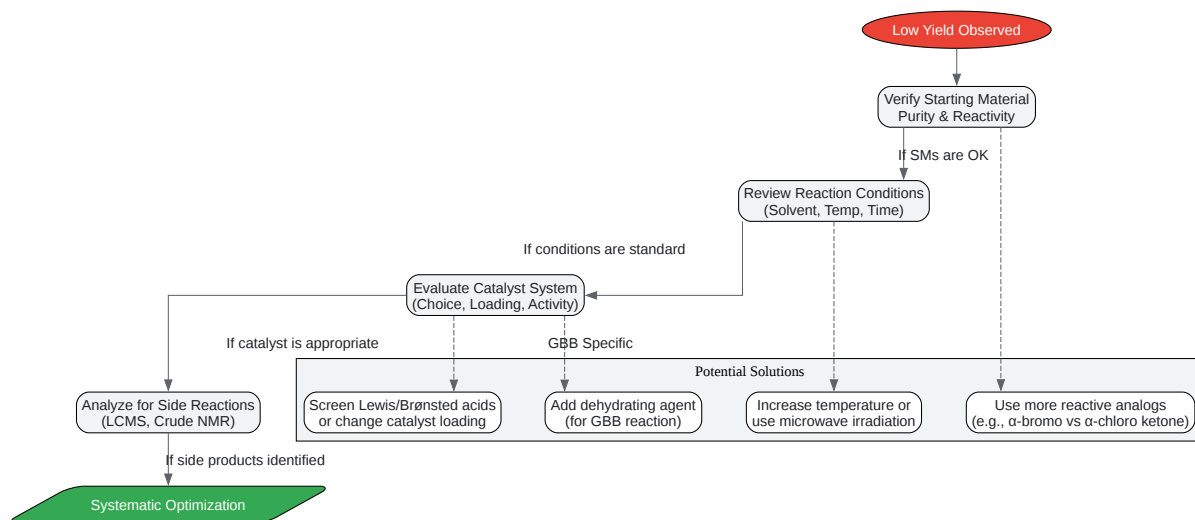 Low Yield Observed
Verify Starting Material
Purity & Reactivity
If SMs are OK
Review Reaction Conditions
(Solvent, Temp, Time)
If conditions are standard
Evaluate Catalyst System
(Choice, Loading, Activity)
If catalyst is appropriate
GBB Specific
Potential Solutions
Analyze for Side Reactions
(LCMS, Crude NMR)
Screen Lewis/Brønsted acids
or change catalyst loading
Add dehydrating agent
(for GBB reaction)
Increase temperature or
use microwave irradiation
Use more reactive analogs
(e.g., α-bromo vs α-chloro ketone)
If side products identified
Systematic Optimization